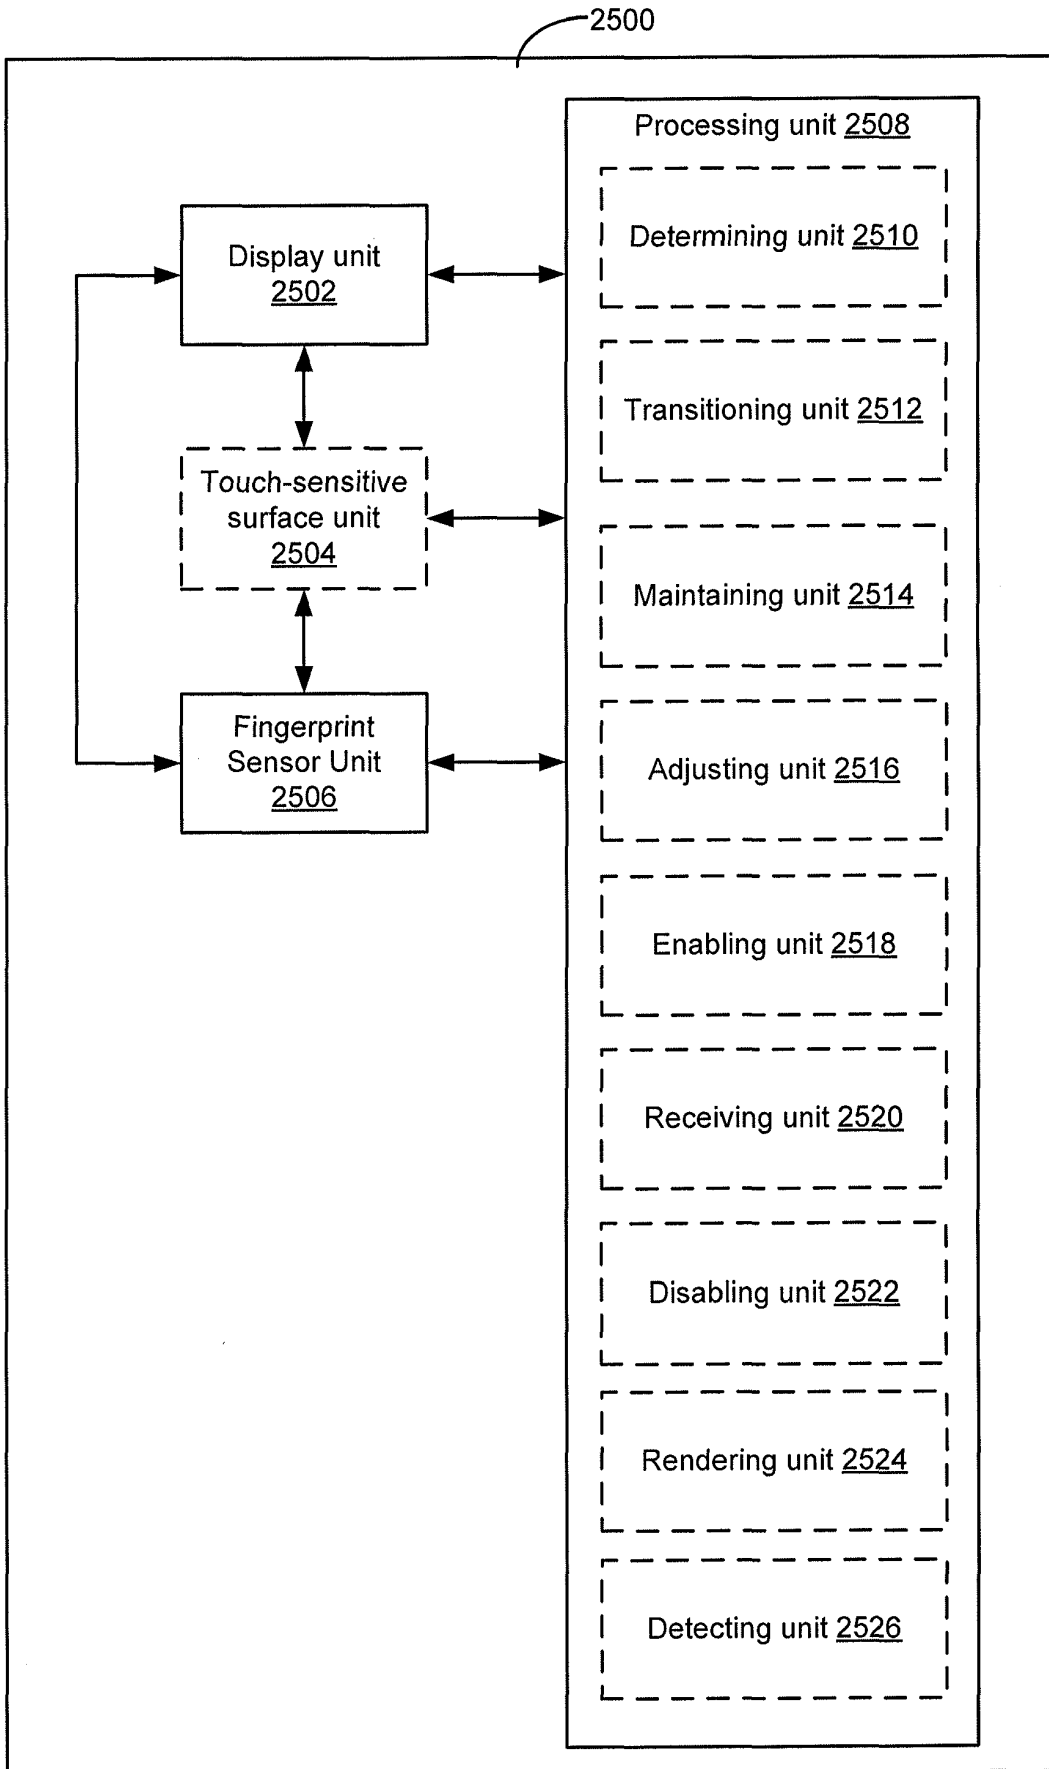 2500
Processing unit 2508
Determining unit 2510
Display unit
2502
Transitioning unit 2512
Touch-sensitive
surface unit
2504
Maintaining unit 2514
Fingerprint
Sensor Unit
2506
Adjusting unit 2516
Enabling unit 2518
Receiving unit 2520
Disabling unit 2522
Rendering unit 2524
Detecting unit 2526